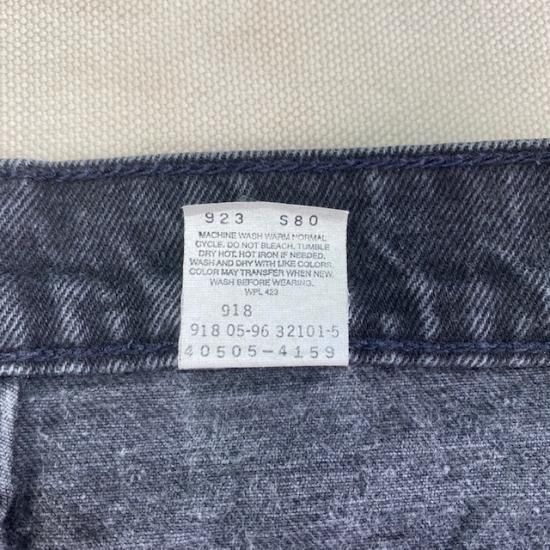 923 S80
MACHINE WASH WARM NORMAL
CYCLE. DO NOT BLEACH. TUMBLE
DRY HOT. HOT IRON IF NEEDED.
WASH AND DRY WITH LIKE COLORS.
COLOR MAY TRANSFER WHEN NEW.
WASH BEFORE WEARING.
WPL 423
918
918 05-96 32101-5
40505-4159